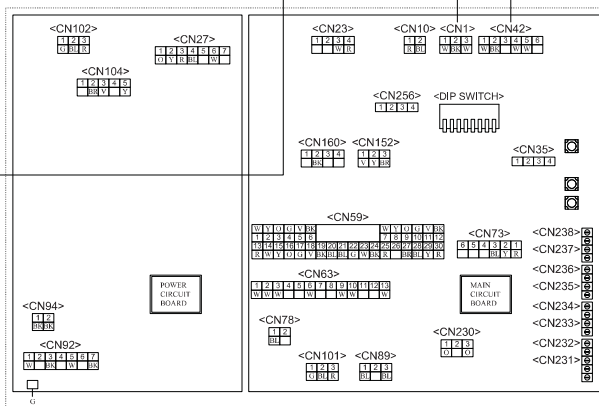 <CN102>
1 2 3
G BL R
<CN27>
1 2 3 4 5 6 7
O Y R BL W
<CN104>
1 2 3 4 5
BR V Y
POWER
CIRCUIT
BOARD
<CN94>
1 2
BK BK
<CN92>
1 2 3 4 5 6 7
W BK W BK
G
<CN23>
1 2 3 4
W R
<CN10>
1 2
R BL
<CN1>
1 2 3
W BK W
<CN42>
1 2 3 4 5 6
W BK
<CN256>
1 2 3 4
<DIP SWITCH>
<CN160>
1 2 3 4
BK
<CN152>
1 2 3
V Y BR
<CN35>
1 2 3 4
<CN59>
W Y O G V BK W Y O G V BK
1 2 3 4 5 6 7 8 9 10 11 12
13 14 15 16 17 18 19 20 21 22 23 24 25 26 27 28 29 30
R W Y O G V BK BL BL G W BK R BR BL Y R
<CN73>
6 5 4 3 2 1
BL Y R
<CN63>
1 2 3 4 5 6 7 8 9 10 11 12 13
W W W W W W W
MAIN
CIRCUIT
BOARD
<CN78>
1 2
BL
<CN230>
1 2 3
O O
<CN101>
1 2 3
G BL R
<CN89>
1 2 3
BL BL
<CN238>
<CN237>
<CN236>
<CN235>
<CN234>
<CN233>
<CN232>
<CN231>